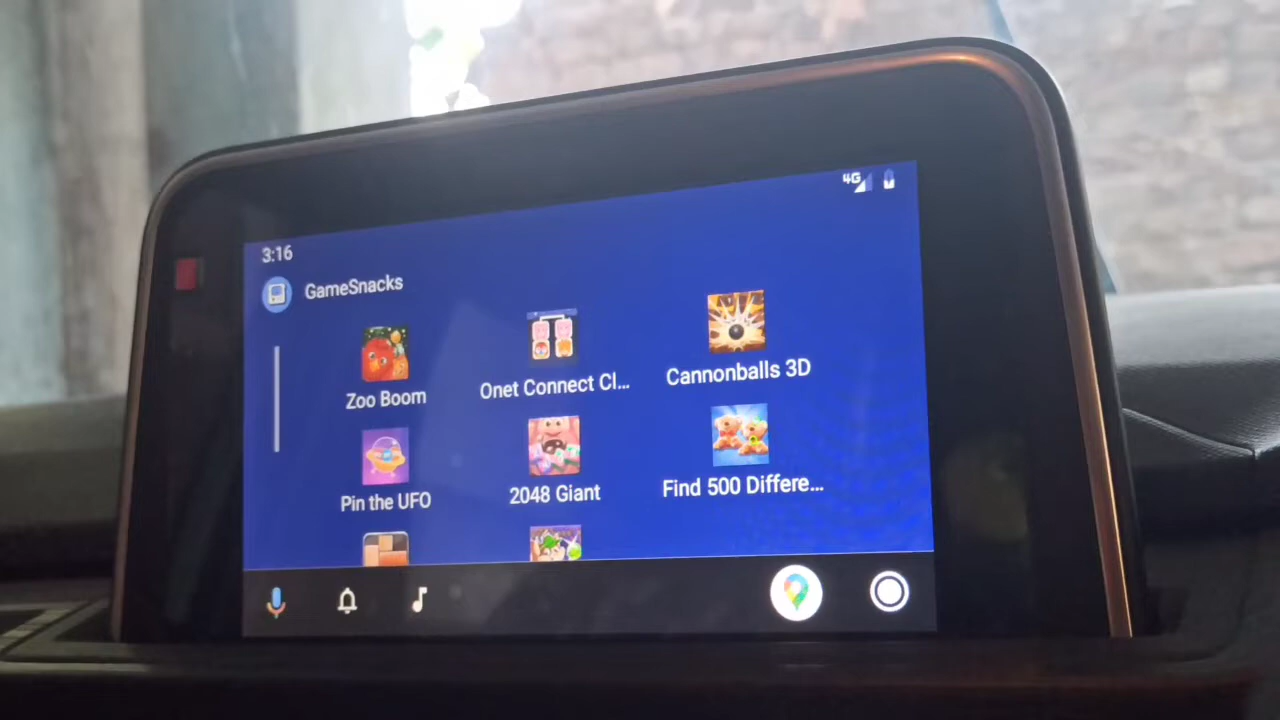 4G
3:16
GameSnacks
Zoo Boom
Onet Connect Cl...
Cannonballs 3D
Pin the UFO
2048 Giant
Find 500 Differe...